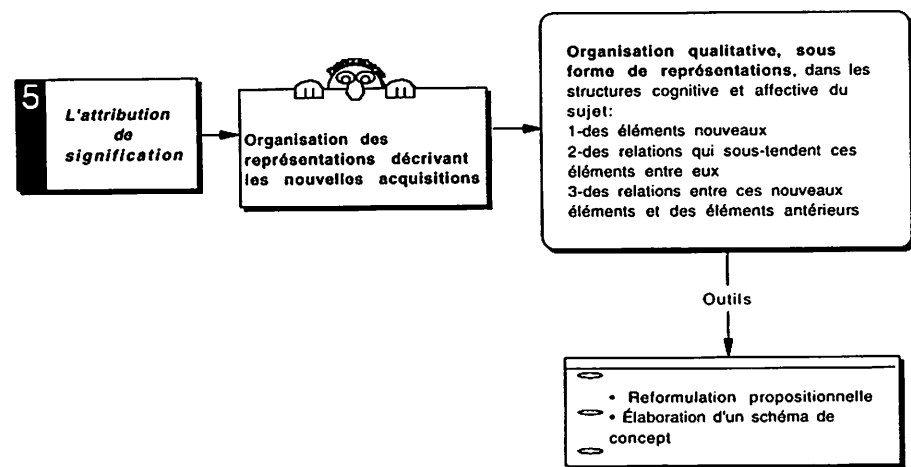 5
L'attribution
de
signification
Organisation des
représentations décrivant
les nouvelles acquisitions
Organisation qualitative, sous
forme de représentations, dans les
structures cognitive et affective du
sujet:
1-des éléments nouveaux
2-des relations qui sous-tendent ces
éléments entre eux
3-des relations entre ces nouveaux
éléments et des éléments antérieurs
Outils
• Reformulation propositionnelle
• Élaboration d'un schéma de
concept